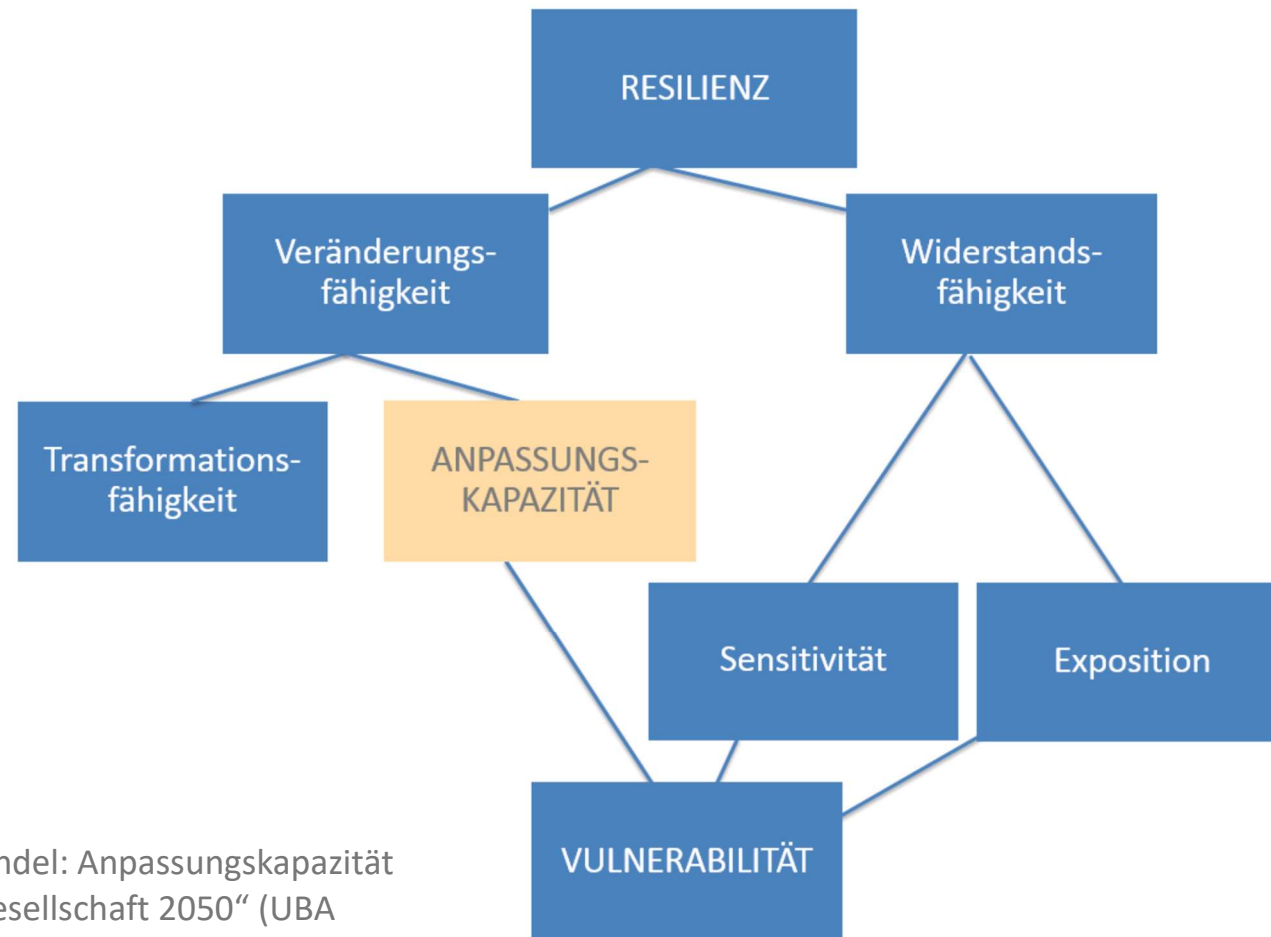 RESILIENZ
Veränderungs-
fähigkeit
Widerstands-
fähigkeit
Transformations-
fähigkeit
ANPASSUNGS-
KAPAZITÄT
Sensitivität
Exposition
VULNERABILITÄT
ndel: Anpassungskapazität
esellschaft 2050“ (UBA